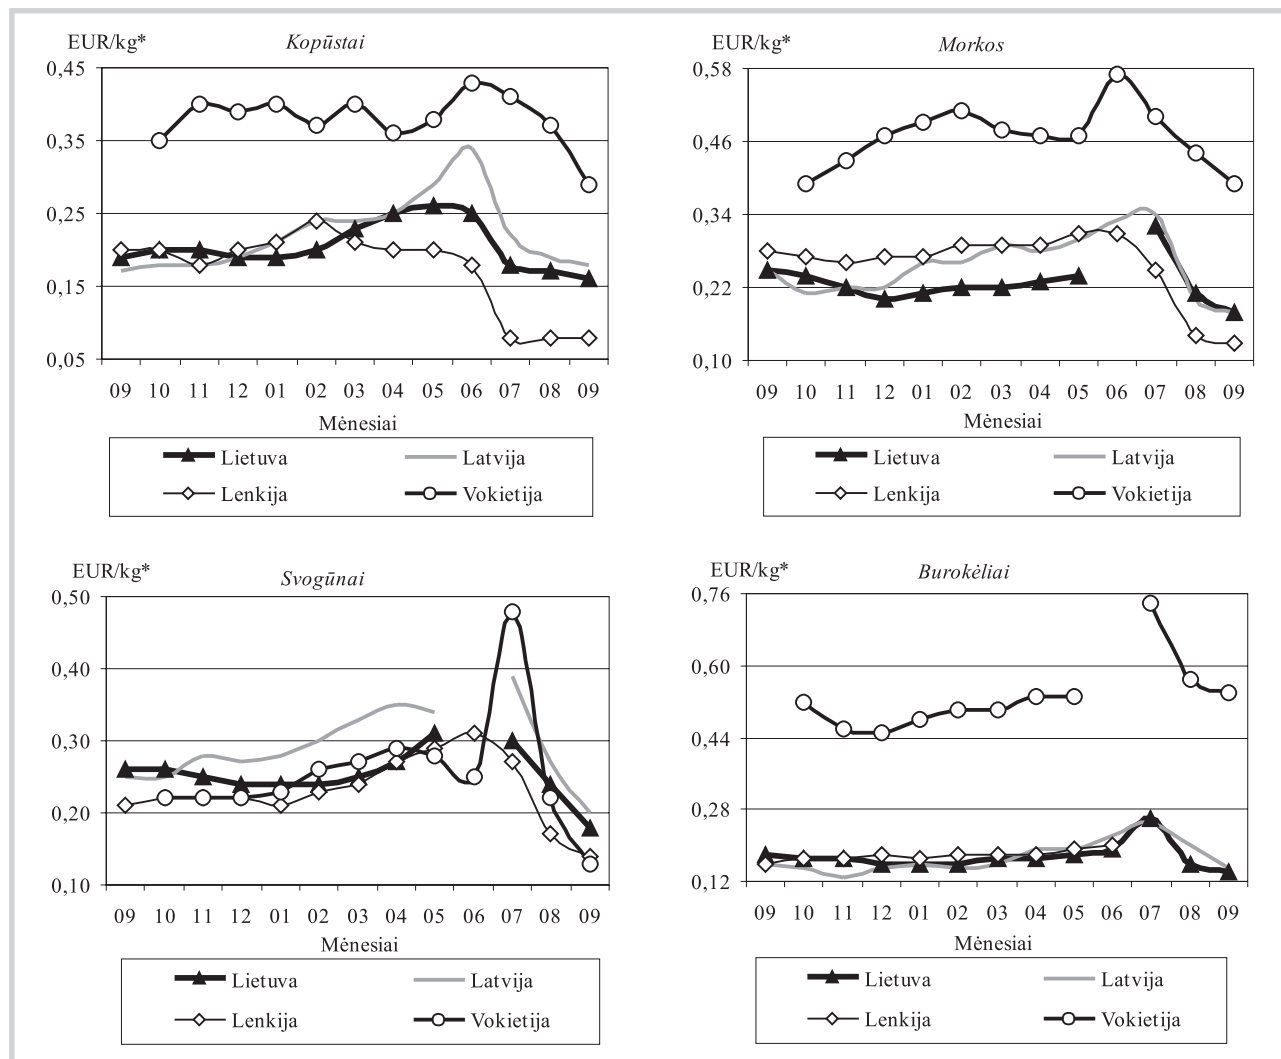 EUR/kg*
Kopūstai
0,45
0,35
0,25
0,15
0,05
09 10 11 12 01 02 03 04 05 06 07 08 09
Mėnesiai
Lietuva Latvija
Lenkija Vokietija
EUR/kg*
Morkos
0,58
0,46
0,34
0,22
0,10
09 10 11 12 01 02 03 04 05 06 07 08 09
Mėnesiai
Lietuva Latvija
Lenkija Vokietija
EUR/kg*
Svogūnai
0,50
0,40
0,30
0,20
0,10
09 10 11 12 01 02 03 04 05 06 07 08 09
Mėnesiai
Lietuva Latvija
Lenkija Vokietija
EUR/kg*
Burokėliai
0,76
0,60
0,44
0,28
0,12
09 10 11 12 01 02 03 04 05 06 07 08 09
Mėnesiai
Lietuva Latvija
Lenkija Vokietija